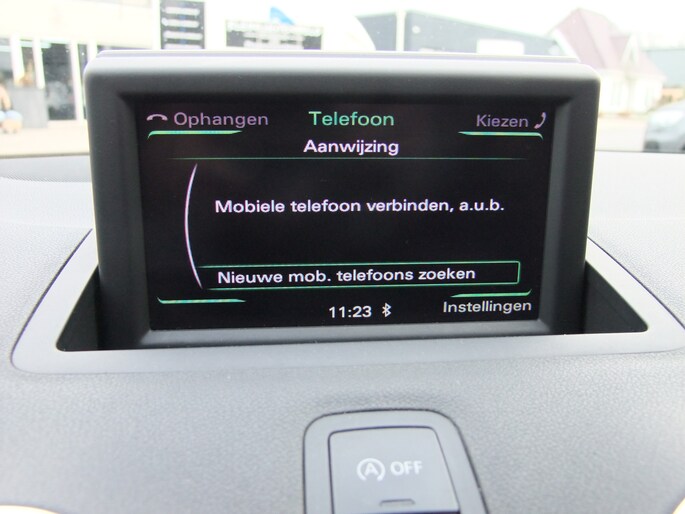 Ophangen Telefoon Kiezen
Aanwijzing
Mobiele telefoon verbinden, a.u.b.
Nieuwe mob. telefoons zoeken
11:23 Instellingen
A OFF